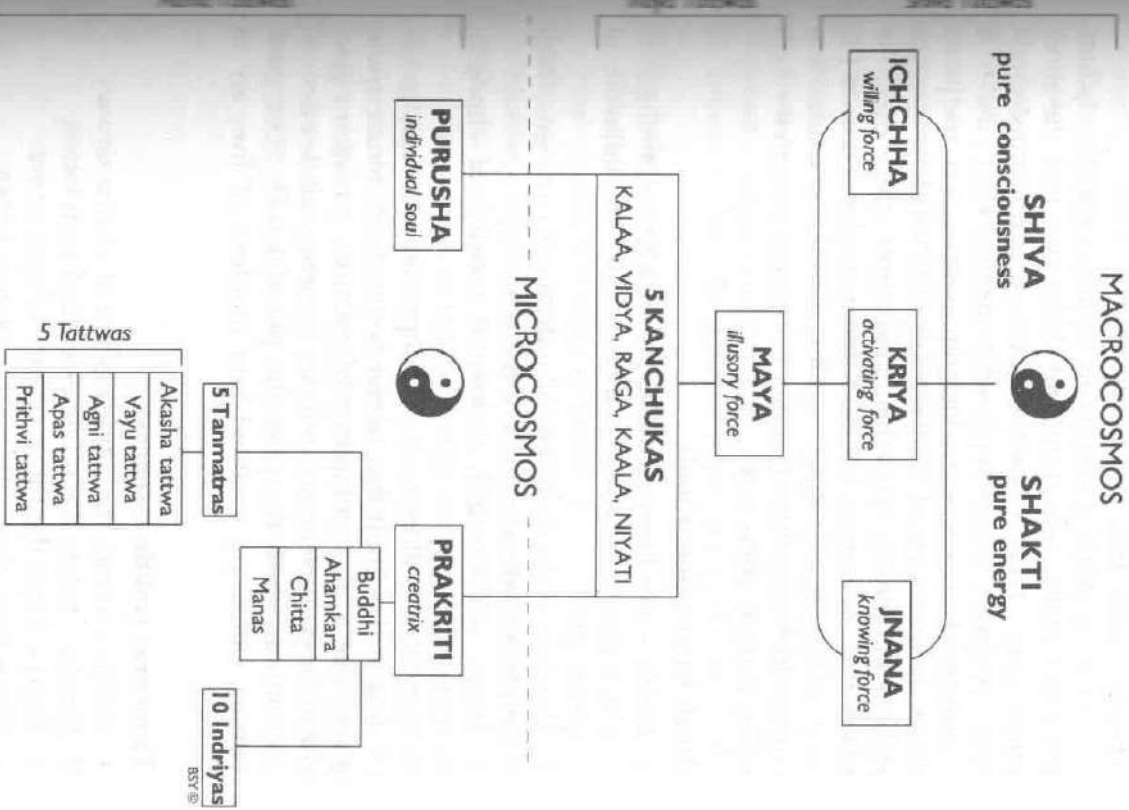 MACROCOSMOS
SHIVA
pure consciousness
SHAKTI
pure energy
ICHCHHA
willing force
KRIYA
activating force
JNANA
knowing force
MAYA
illusory force
5 KANCHUKAS
KALAA, VIDYA, RAGA, KAALA, NIYATI
MICROCOSMOS
PURUSHA
individual soul
PRAKRITI
creatrix
Buddhi
Ahamkara
Chitta
Manas
5 Tanmatras
10 Indriyas
BSY ©
5 Tattwas
Akasha tattwa
Vayu tattwa
Agni tattwa
Apas tattwa
Prithvi tattwa